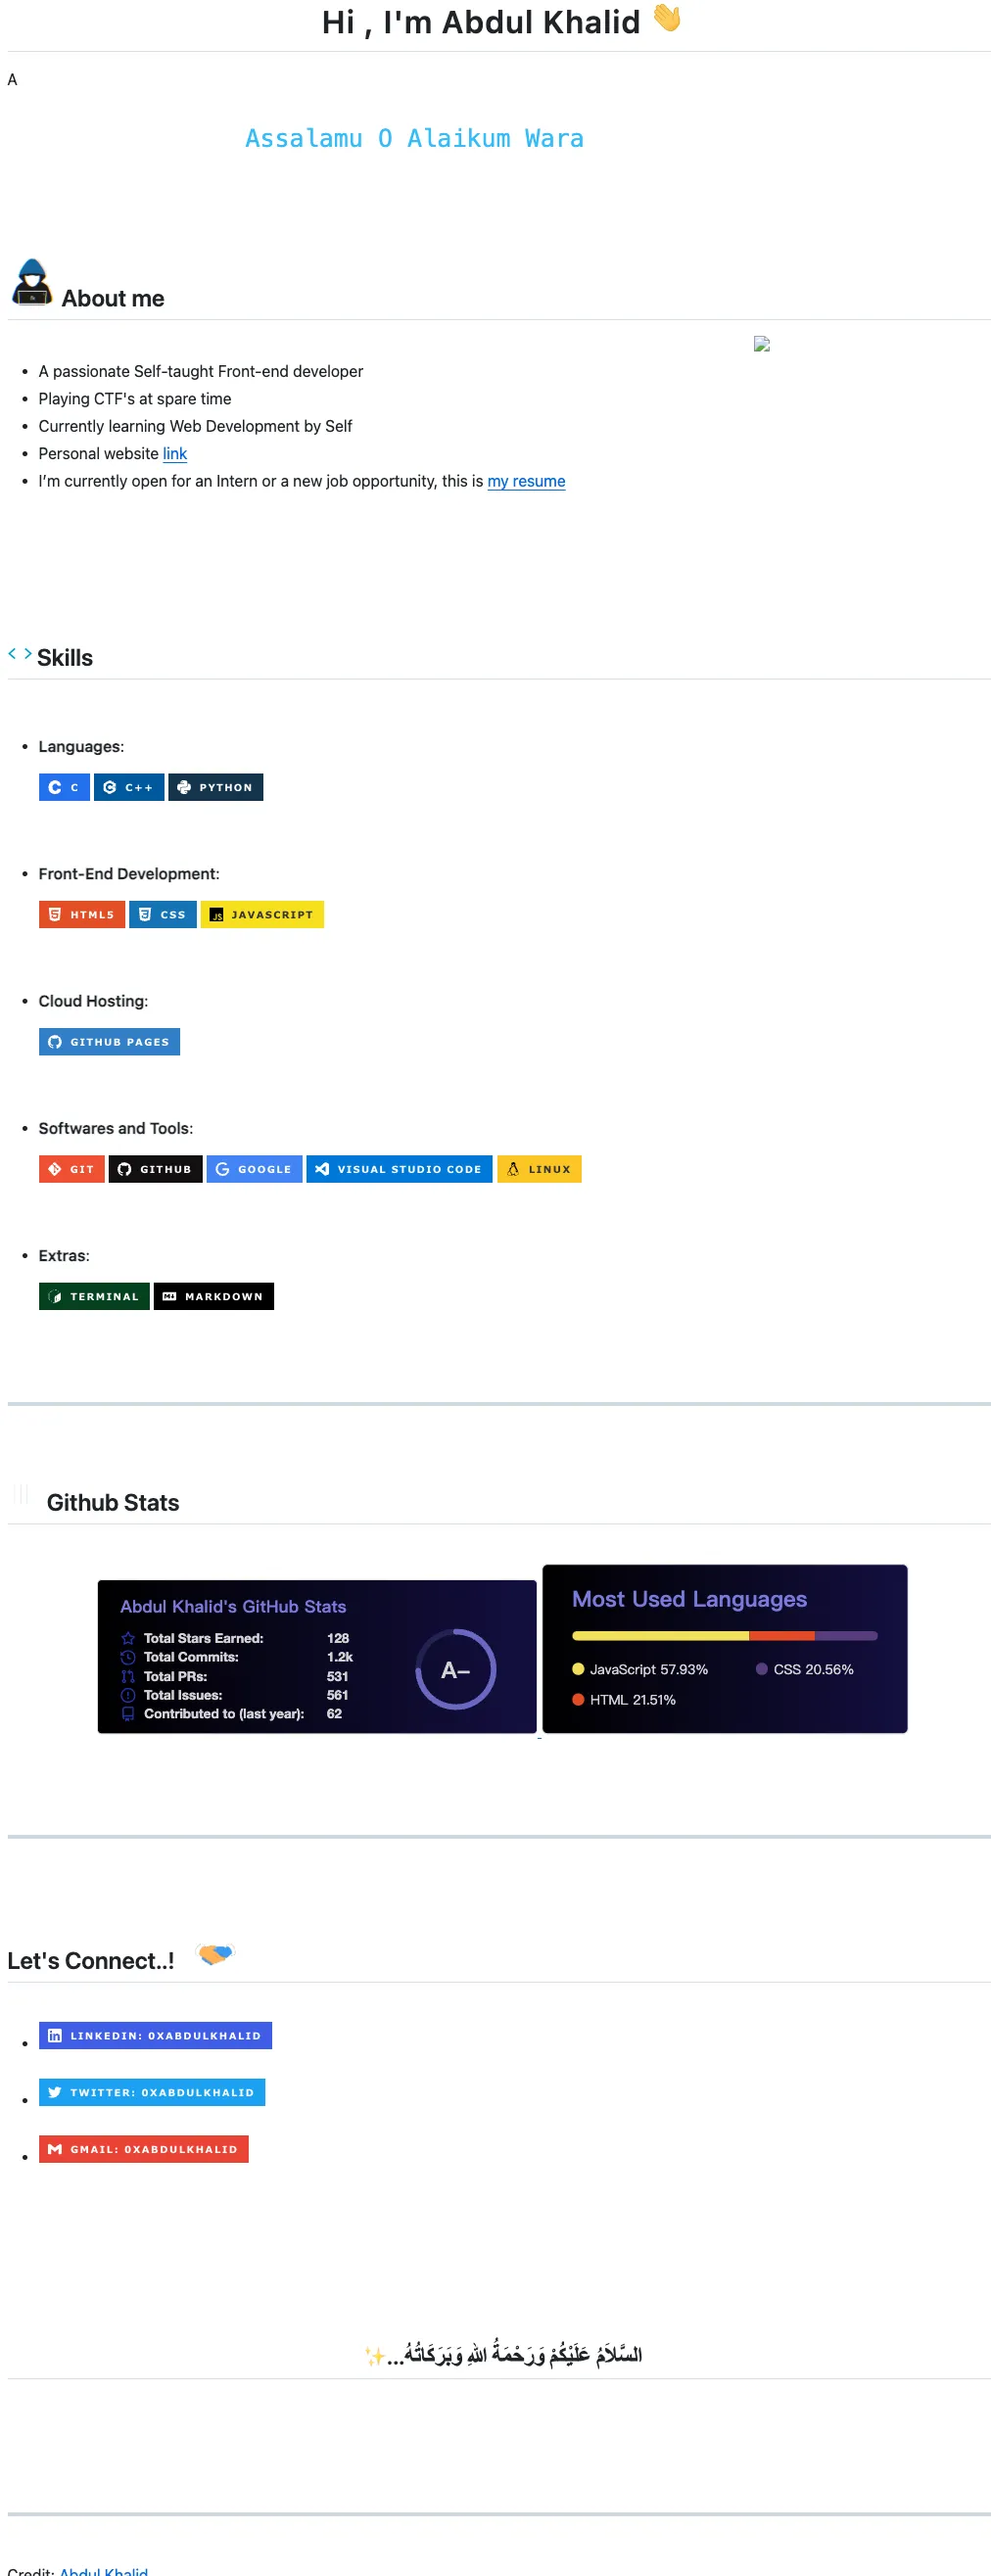 Hi , I'm Abdul Khalid 👋
A
Assalamu O Alaikum Wara
About me
• A passionate Self-taught Front-end developer
• Playing CTF's at spare time
• Currently learning Web Development by Self
• Personal website link
• I’m currently open for an Intern or a new job opportunity, this is my resume
< > Skills
• Languages:
C C++ PYTHON
• Front-End Development:
HTML5 CSS JAVASCRIPT
• Cloud Hosting:
GITHUB PAGES
• Softwares and Tools:
GIT GITHUB GOOGLE VISUAL STUDIO CODE LINUX
• Extras:
TERMINAL MARKDOWN
Github Stats
Abdul Khalid's GitHub Stats
Total Stars Earned: 128
Total Commits: 1.2k
Total PRs: 531
Total Issues: 561
Contributed to (last year): 62
A–
Most Used Languages
JavaScript 57.93% CSS 20.56%
HTML 21.51%
Let's Connect..!
• LINKEDIN: 0XABDULKHALID
• TWITTER: 0XABDULKHALID
• GMAIL: 0XABDULKHALID
السَّلاَمُ عَلَيْكُمْ وَرَحْمَةُ اللهِ وَبَرَكَاتُهُ...✨
Credit: Abdul Khalid